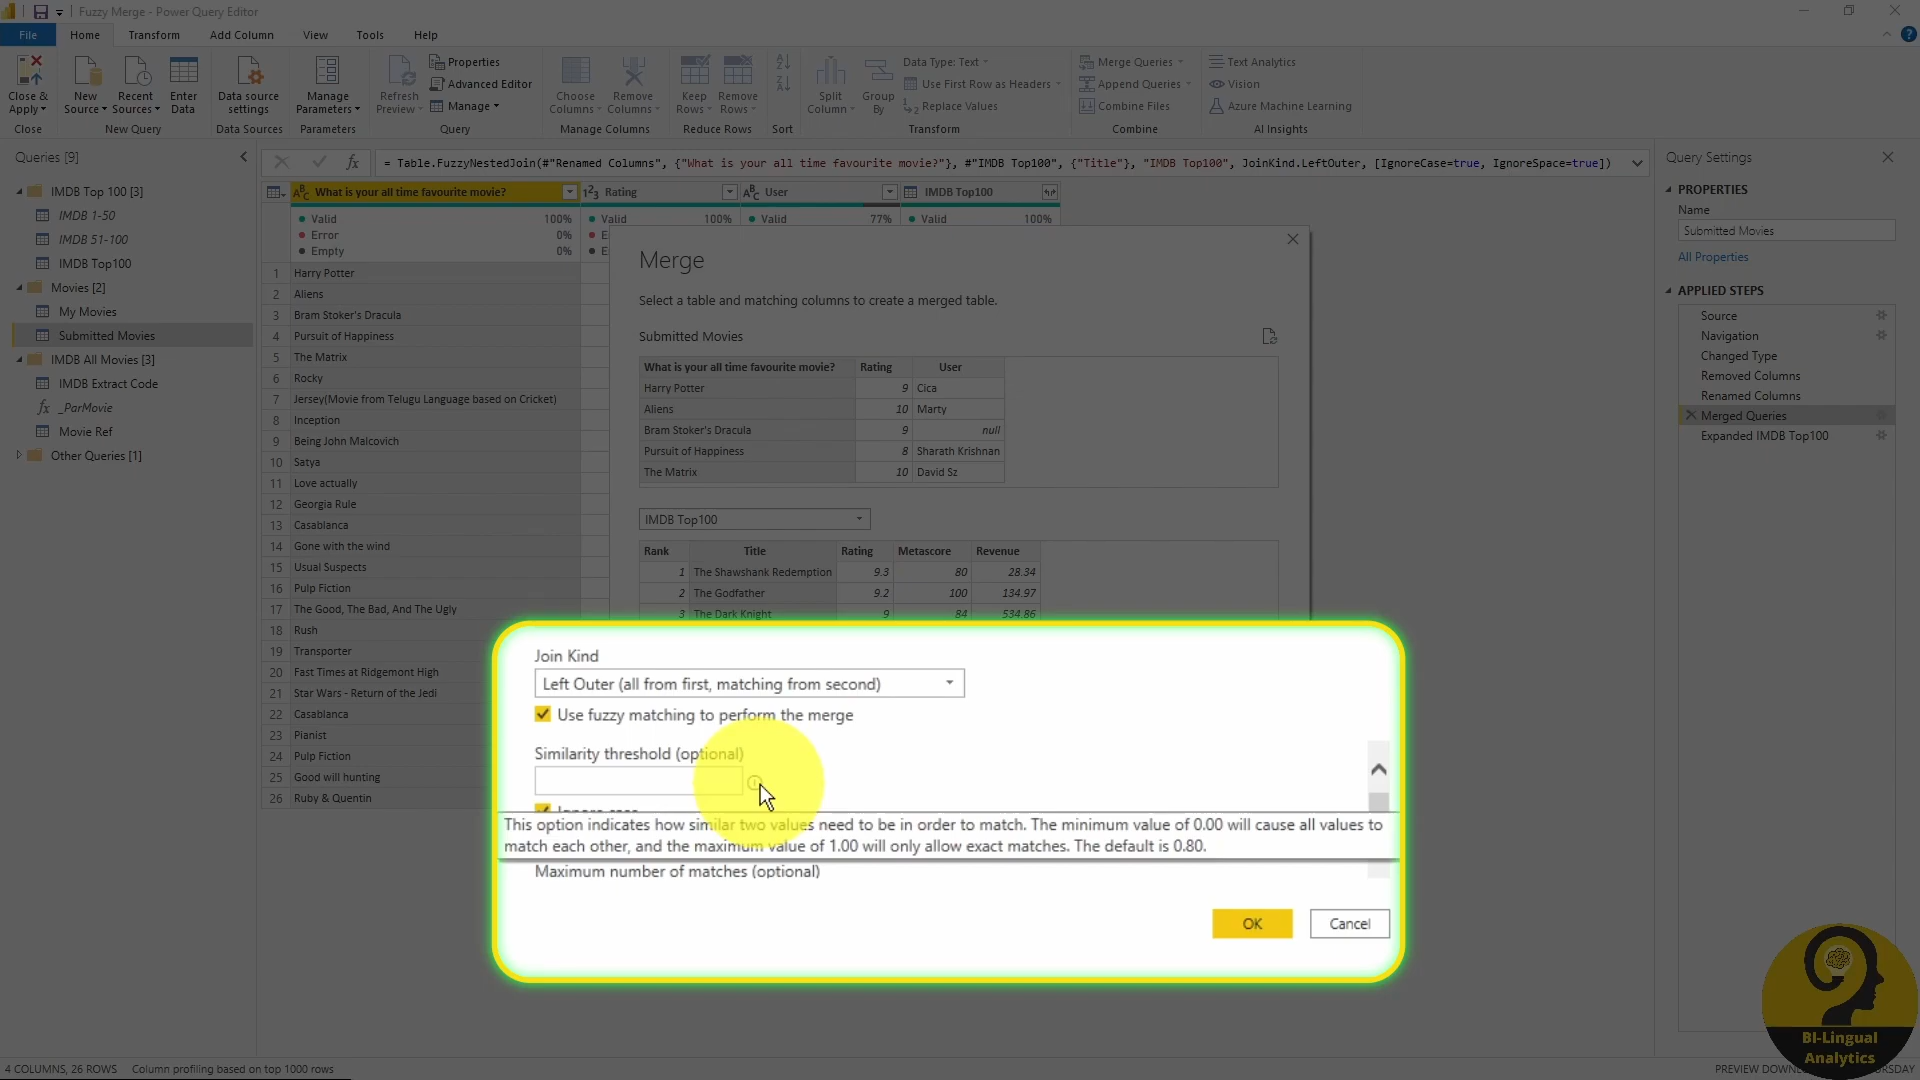 Fuzzy Merge - Power Query Editor
File Home Transform Add Column View Tools Help
Close & Apply
New Source
Recent Sources
Enter Data
Data source settings
Manage Parameters
Refresh Preview
Properties
Advanced Editor
Manage
Choose Columns
Remove Columns
Keep Rows
Remove Rows
Split Column
Group By
Data Type: Text
Use First Row as Headers
Replace Values
Merge Queries
Append Queries
Combine Files
Text Analytics
Vision
Azure Machine Learning
Close New Query Data Sources Parameters Query Manage Columns Reduce Rows Sort Transform Combine AI Insights
Queries [9]
IMDB Top 100 [3]
IMDB 1-50
IMDB 51-100
IMDB Top100
Movies [2]
My Movies
Submitted Movies
IMDB All Movies [3]
IMDB Extract Code
fx _ParMovie
Movie Ref
Other Queries [1]
fx = Table.FuzzyNestedJoin(#"Renamed Columns", {"What is your all time favourite movie?"}, #"IMDB Top100", {"Title"}, "IMDB Top100", JoinKind.LeftOuter, [IgnoreCase=true, IgnoreSpace=true])
ABC What is your all time favourite movie? 123 Rating ABC User IMDB Top100
Valid 100% Valid 100% Valid 77% Valid 100%
Error 0% E
Empty 0% E
1 Harry Potter
2 Aliens
3 Bram Stoker's Dracula
4 Pursuit of Happiness
5 The Matrix
6 Rocky
7 Jersey(Movie from Telugu Language based on Cricket)
8 Inception
9 Being John Malcovich
10 Satya
11 Love actually
12 Georgia Rule
13 Casablanca
14 Gone with the wind
15 Usual Suspects
16 Pulp Fiction
17 The Good, The Bad, And The Ugly
18 Rush
19 Transporter
20 Fast Times at Ridgemont High
21 Star Wars - Return of the Jedi
22 Casablanca
23 Pianist
24 Pulp Fiction
25 Good will hunting
26 Ruby & Quentin
Merge
Select a table and matching columns to create a merged table.
Submitted Movies
What is your all time favourite movie? Rating User
Harry Potter 9 Cica
Aliens 10 Marty
Bram Stoker's Dracula 9 null
Pursuit of Happiness 8 Sharath Krishnan
The Matrix 10 David Sz
IMDB Top100
Rank Title Rating Metascore Revenue
1 The Shawshank Redemption 9.3 80 28.34
2 The Godfather 9.2 100 134.97
3 The Dark Knight 9 84 534.86
Join Kind
Left Outer (all from first, matching from second)
Use fuzzy matching to perform the merge
Similarity threshold (optional)
Ignore case
This option indicates how similar two values need to be in order to match. The minimum value of 0.00 will cause all values to
match each other, and the maximum value of 1.00 will only allow exact matches. The default is 0.80.
Maximum number of matches (optional)
OK Cancel
Query Settings
PROPERTIES
Name
Submitted Movies
All Properties
APPLIED STEPS
Source
Navigation
Changed Type
Removed Columns
Renamed Columns
Merged Queries
Expanded IMDB Top100
BI-Lingual
Analytics
4 COLUMNS, 26 ROWS Column profiling based on top 1000 rows
PREVIEW